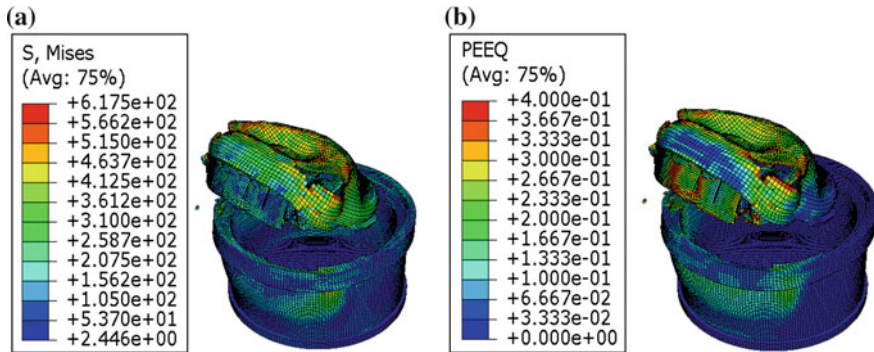 (a)
S, Mises
(Avg: 75%)
+6.175e+02
+5.662e+02
+5.150e+02
+4.637e+02
+4.125e+02
+3.612e+02
+3.100e+02
+2.587e+02
+2.075e+02
+1.562e+02
+1.050e+02
+5.370e+01
+2.446e+00
(b)
PEEQ
(Avg: 75%)
+4.000e-01
+3.667e-01
+3.333e-01
+3.000e-01
+2.667e-01
+2.333e-01
+2.000e-01
+1.667e-01
+1.333e-01
+1.000e-01
+6.667e-02
+3.333e-02
+0.000e+00